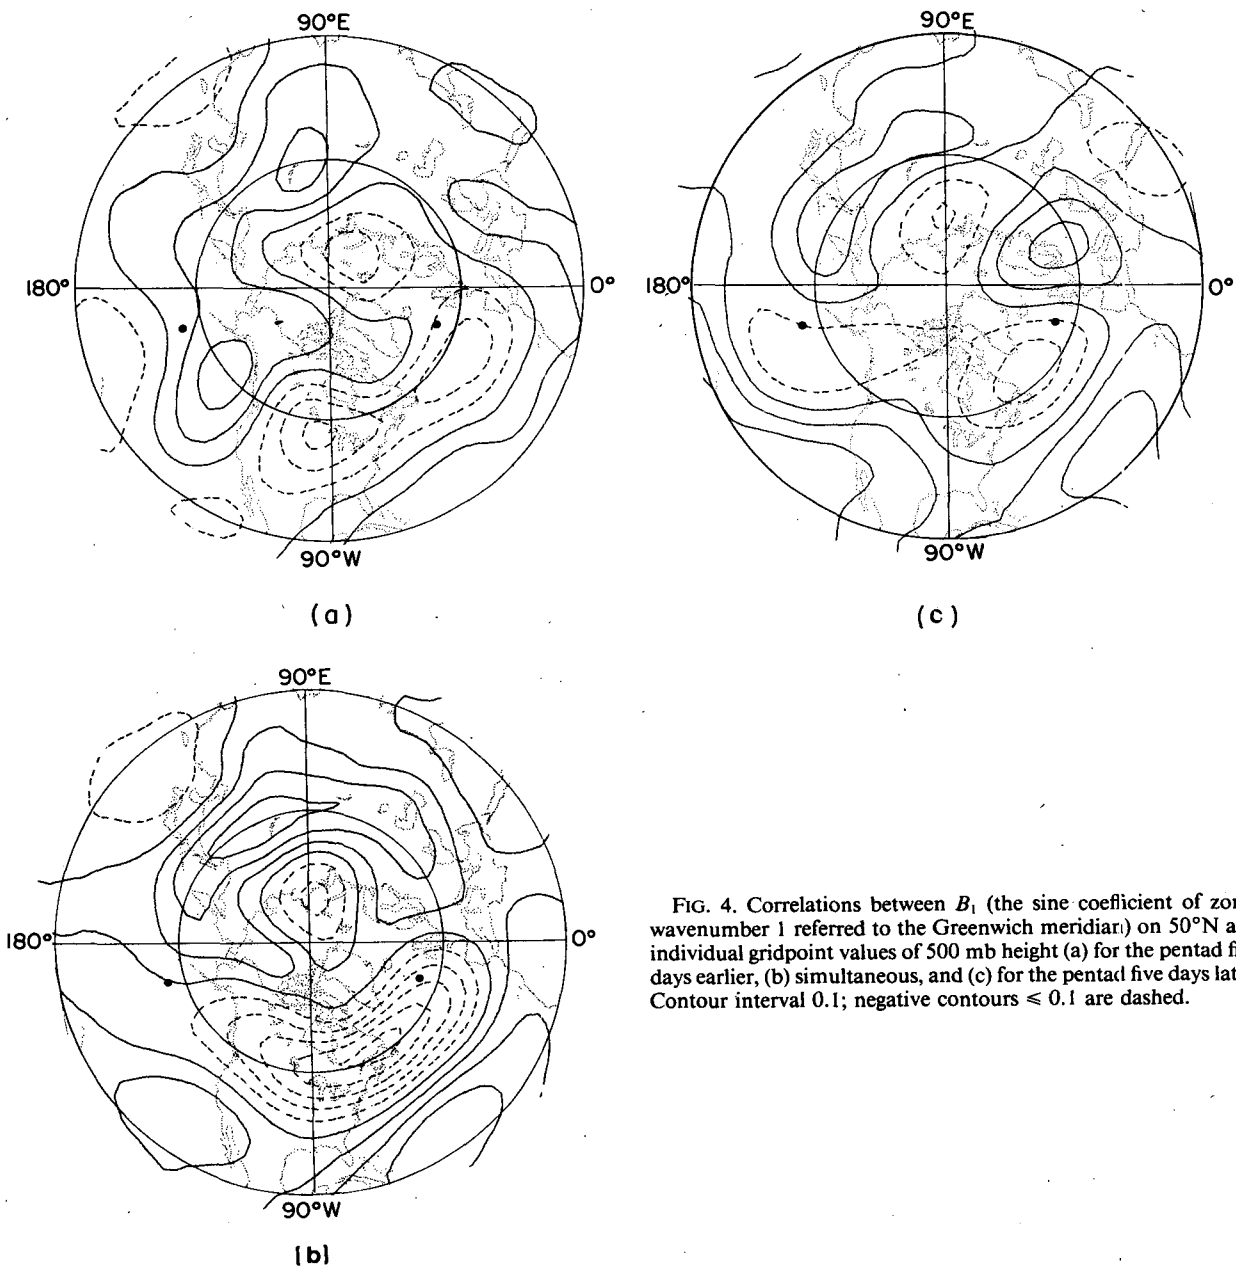 90°E
180°
0°
90°W
(a)
90°E
180°
0°
90°W
(c)
90°E
180°
0°
90°W
[b]
FIG. 4. Correlations between B₁ (the sine coefficient of
wavenumber 1 referred to the Greenwich meridian) on 50°N
individual gridpoint values of 500 mb height (a) for the pentad
days earlier, (b) simultaneous, and (c) for the pentad five days
Contour interval 0.1; negative contours ⩽ 0.1 are dashed.